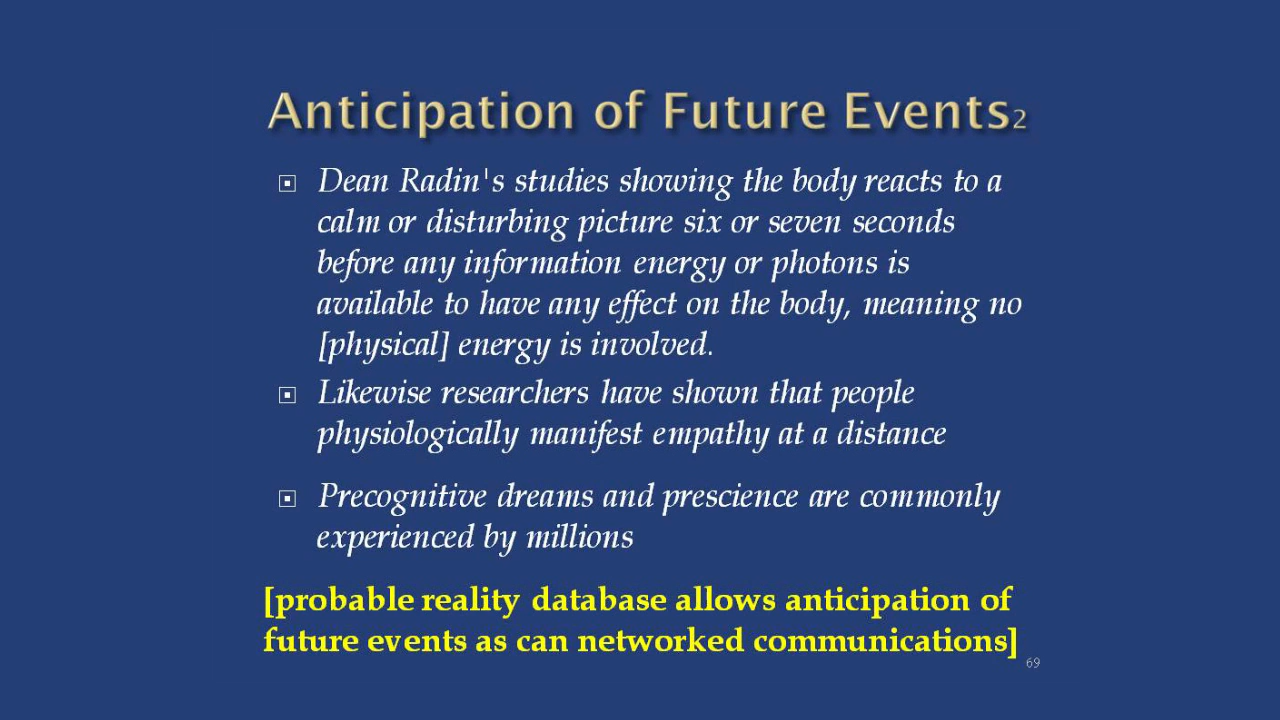 Anticipation of Future Events2
Dean Radin's studies showing the body reacts to a
calm or disturbing picture six or seven seconds
before any information energy or photons is
available to have any effect on the body, meaning no
[physical] energy is involved.
Likewise researchers have shown that people
physiologically manifest empathy at a distance
Precognitive dreams and prescience are commonly
experienced by millions
[probable reality database allows anticipation of
future events as can networked communications]
69